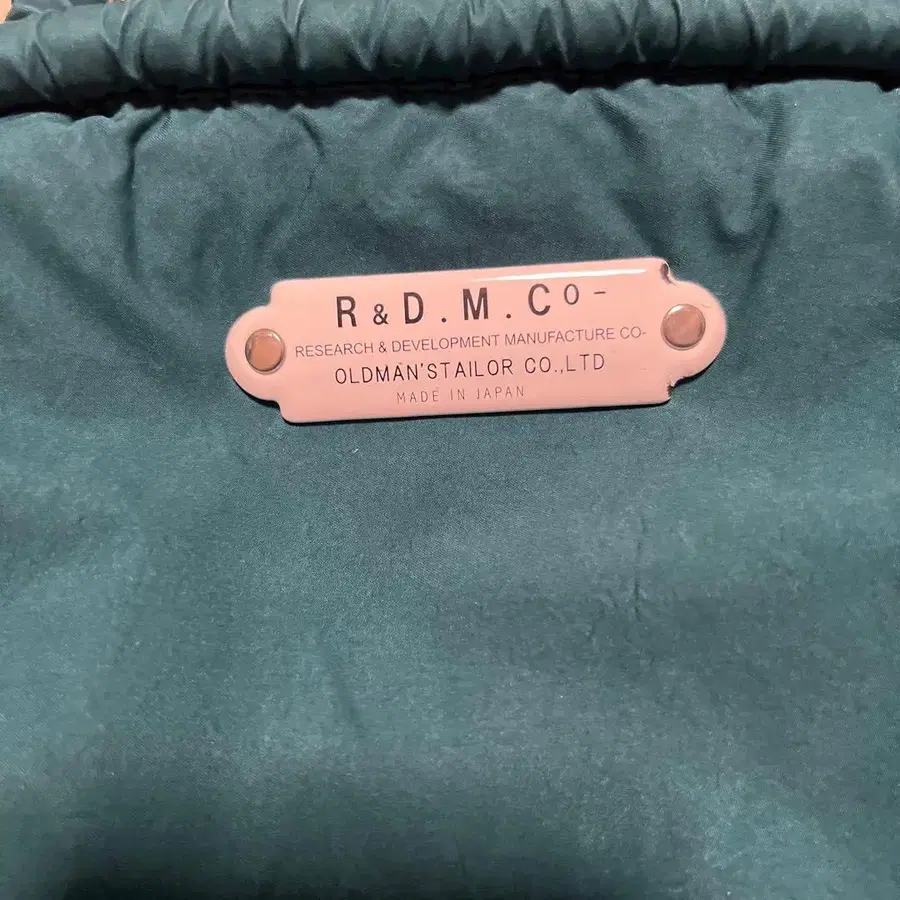 R & D . M . Co -
RESEARCH & DEVELOPMENT MANUFACTURE CO-
OLDMAN'STAILOR CO.,LTD
MADE IN JAPAN